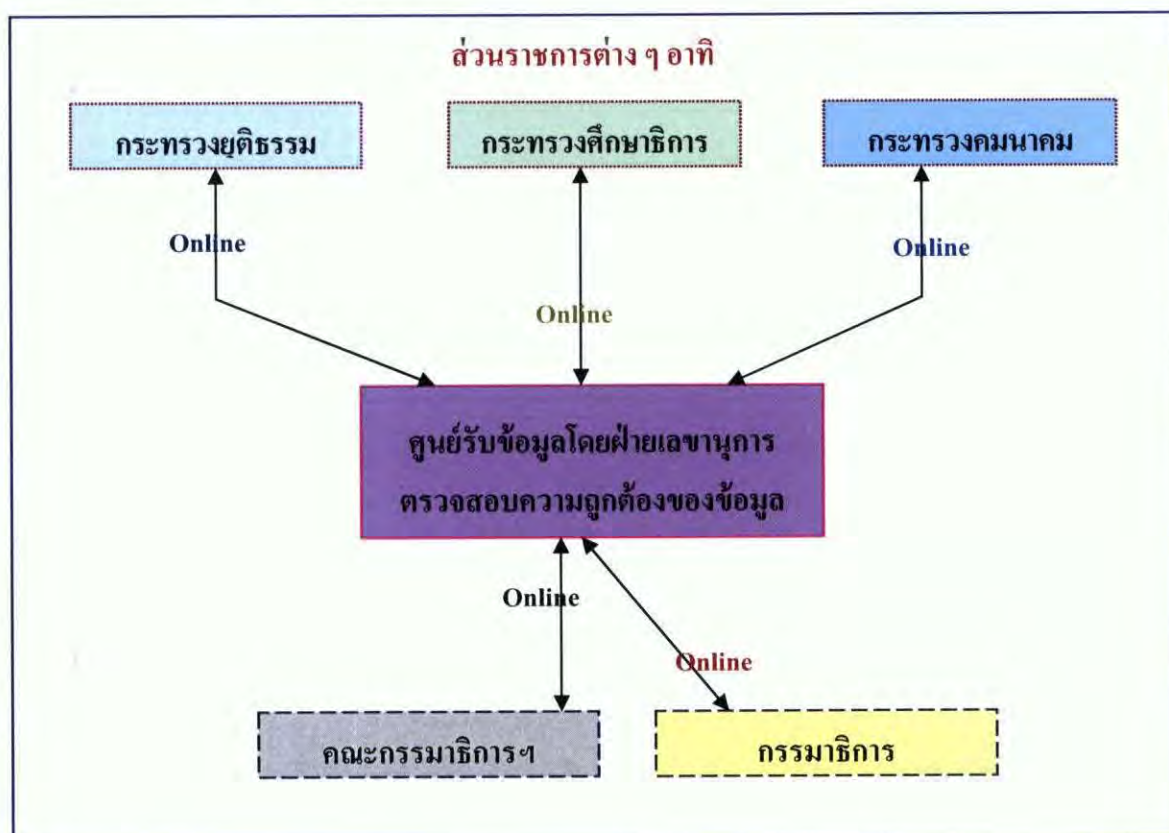 ส่วนราชการต่าง ๆ อาทิ
กระทรวงยุติธรรม
กระทรวงศึกษาธิการ
กระทรวงคมนาคม
Online
Online
Online
ศูนย์รับข้อมูลโดยฝ่ายเลขานุการ
ตรวจสอบความถูกต้องของข้อมูล
Online
Online
คณะกรรมาธิการฯ
กรรมาธิการ